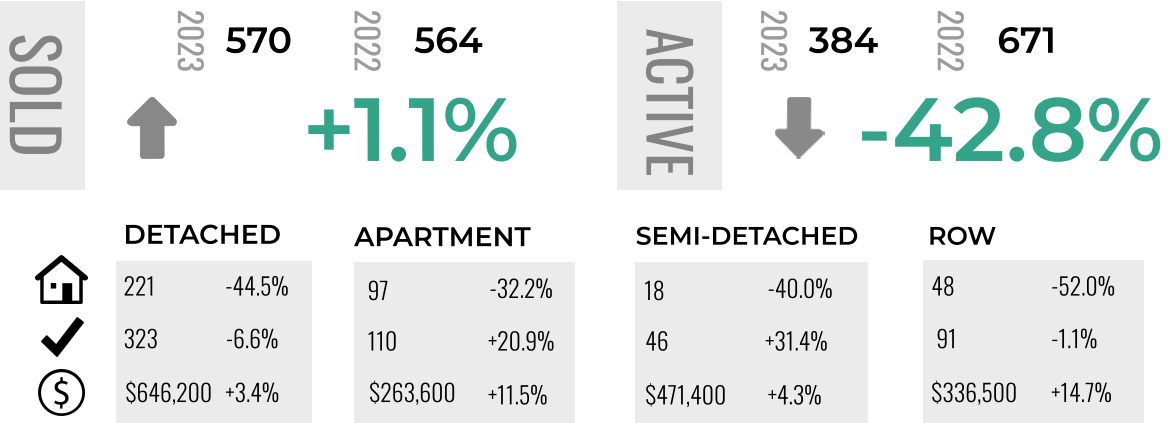 SOLD
2023 570 2022 564
+1.1%
ACTIVE
2023 384 2022 671
-42.8%
DETACHED APARTMENT SEMI-DETACHED ROW
221 -44.5% 97 -32.2% 18 -40.0% 48 -52.0%
323 -6.6% 110 +20.9% 46 +31.4% 91 -1.1%
$ $646,200 +3.4% $263,600 +11.5% $471,400 +4.3% $336,500 +14.7%